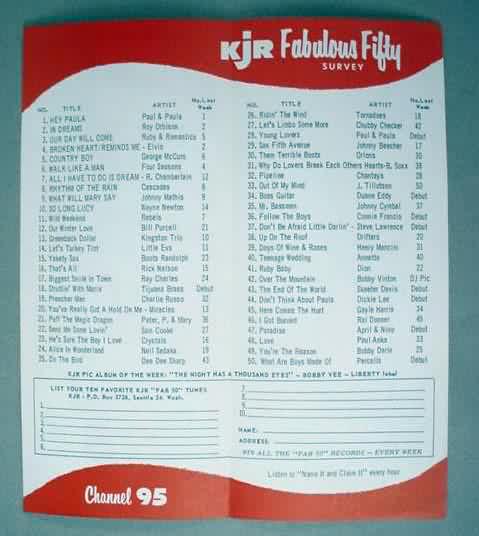 KJR Fabulous Fifty
SURVEY
NO. TITLE ARTIST No. Last Week
1. HEY PAULA Paul & Paula 1
2. IN DREAMS Roy Orbison 2
3. OUR DAY WILL COME Ruby & Romantics 5
4. BROKEN HEART/REMINDS ME - Elvis 3
5. COUNTRY BOY George McCurn 6
6. WALK LIKE A MAN Four Seasons 4
7. ALL I HAVE TO DO IS DREAM - R. Chamberlain 12
8. RHYTHM OF THE RAIN Cascades 8
9. WHAT WILL MARY SAY Johnny Mathis 9
10. SO LONG LUCY Wayne Newton 14
11. Wild Weekend Rebels 7
12. Our Winter Love Bill Purcell 21
13. Greenback Dollar Kingston Trio 10
14. Let's Turkey Trot Little Eva 11
15. Yakety Sax Boots Randolph 23
16. That's All Rick Nelson 15
17. Biggest Smile in Town Ray Charles 24
18. Struttin' With Maria Tijuana Brass Debut
19. Preacher Man Charlie Russo 32
20. You've Really Got A Hold On Me - Miracles 13
21. Puff The Magic Dragon Peter, P. & Mary 36
22. Send Me Some Lovin' Sam Cooke 27
23. He's Sure The Boy I Love Crystals 16
24. Alice In Wonderland Neil Sedaka 19
25. Do The Bird Dee Dee Sharp 43
NO. TITLE ARTIST No. Last Week
26. Ridin' The Wind Tornadoes 18
27. Let's Limbo Some More Chubby Checker 42
28. Young Lovers Paul & Paula Debut
29. Sax Fifth Avenue Johnny Beecher 17
30. Them Terrible Boots Orlons 30
31. Why Do Lovers Break Each Others Hearts-B. Soxx 38
32. Pipeline Chantays 28
33. Out Of My Mind J. Tillotson 50
34. Boss Guitar Duane Eddy Debut
35. Mr. Bassman Johnny Cymbal 37
36. Follow The Boys Connie Francis Debut
37. Don't Be Afraid Little Darlin' - Steve Lawrence Debut
38. Up On The Roof Drifters 20
39. Days Of Wine & Roses Henry Mancini 31
40. Teenage Wedding Annette 40
41. Ruby Baby Dion 22
42. Over The Mountain Bobby Vinton DJ Pic
43. The End Of The World Skeeter Davis Debut
44. Don't Think About Paula Dickie Lee Debut
45. Here Comes The Hurt Gayle Harris 34
46. I Got Burned Ral Donner 45
47. Paradise April & Nino Debut
48. Love Paul Anka 33
49. You're The Reason Bobby Darin 25
50. What Are Boys Made Of Percells Debut
KJR PIC ALBUM OF THE WEEK: "THE NIGHT HAS A THOUSAND EYES" - BOBBY VEE - LIBERTY label
LIST YOUR TEN FAVORITE KJR "FAB 50" TUNES
KJR - P.O. Box 3726, Seattle 24, Wash.
1.
2.
3.
4.
5.
6.
7.
8.
9.
10.
NAME:
ADDRESS:
WIN ALL THE "FAB 50" RECORDS - EVERY WEEK
Listen to "Name It and Claim It" every hour
Channel 95